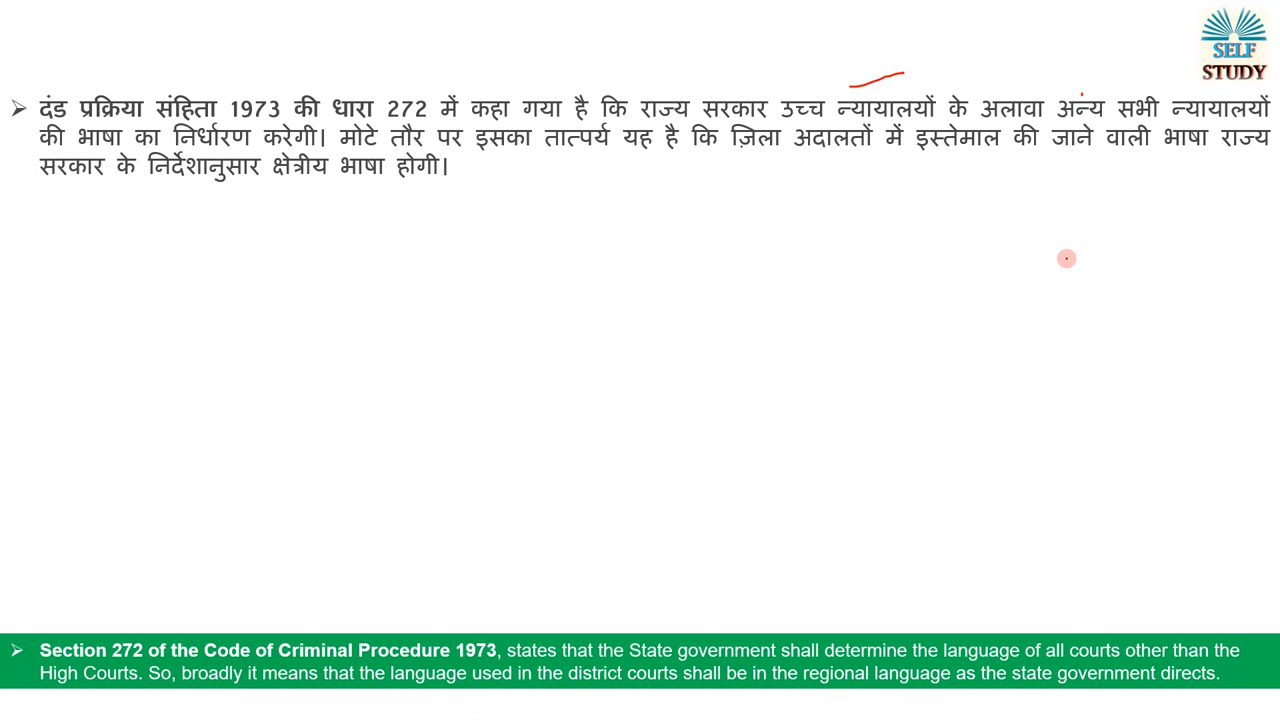 SELF
STUDY
➢ दंड प्रक्रिया संहिता 1973 की धारा 272 में कहा गया है कि राज्य सरकार उच्च न्यायालयों के अलावा अन्य सभी न्यायालयों
की भाषा का निर्धारण करेगी। मोटे तौर पर इसका तात्पर्य यह है कि ज़िला अदालतों में इस्तेमाल की जाने वाली भाषा राज्य
सरकार के निर्देशानुसार क्षेत्रीय भाषा होगी।
➢ Section 272 of the Code of Criminal Procedure 1973, states that the State government shall determine the language of all courts other than the
High Courts. So, broadly it means that the language used in the district courts shall be in the regional language as the state government directs.